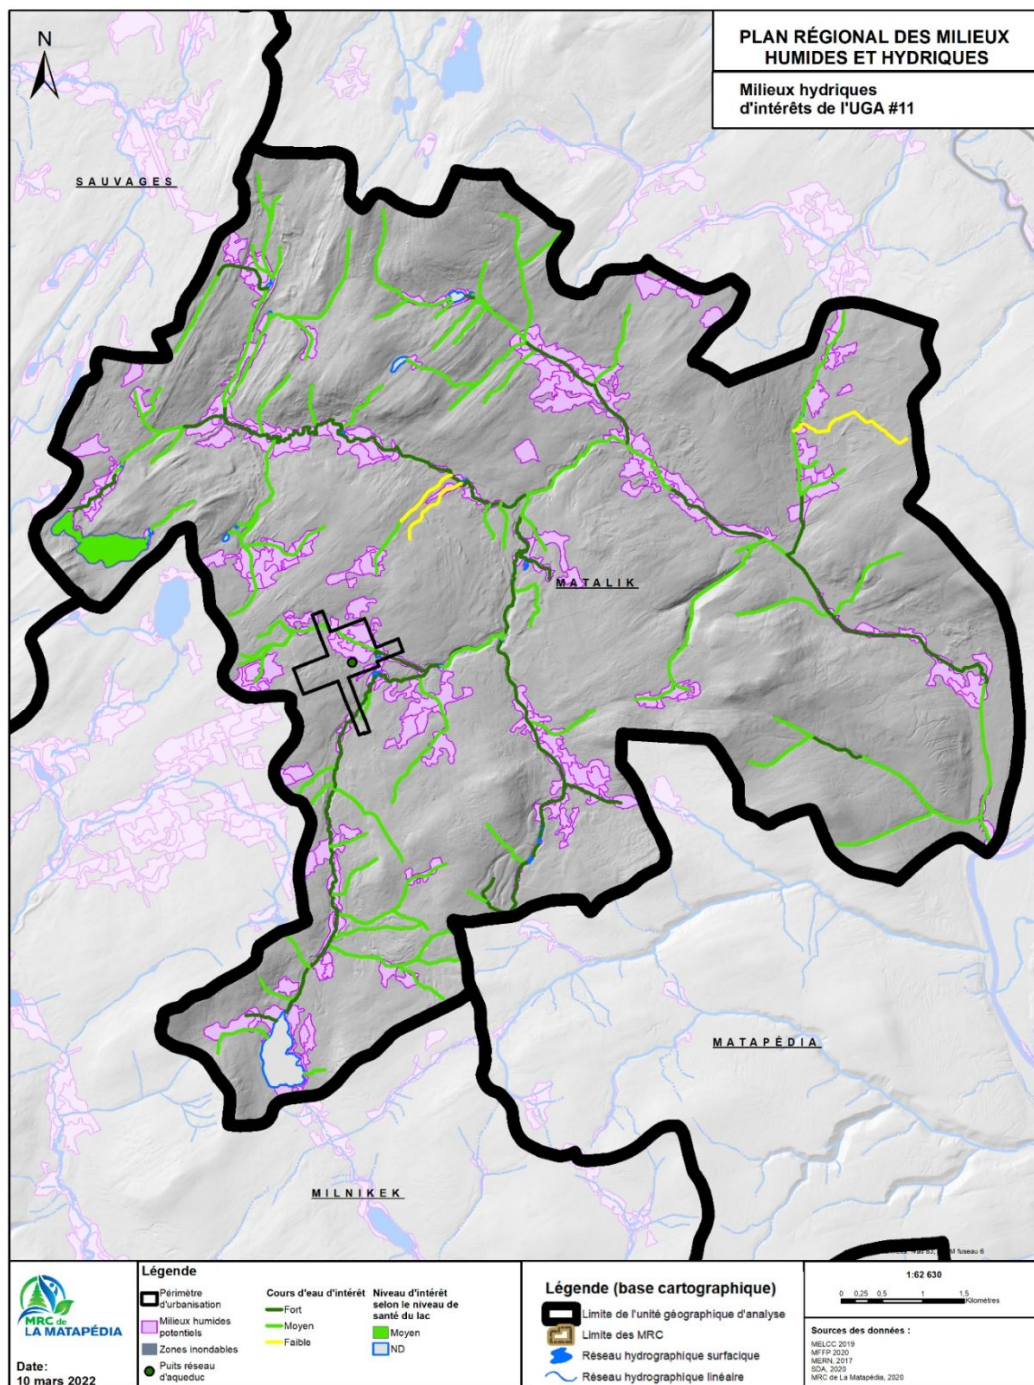 PLAN RÉGIONAL DES MILIEUX
HUMIDES ET HYDRIQUES
Milieux hydriques
d'intérêts de l'UGA #11
N
SAUVAGES
MATALIK
MATAPÉDIA
MILNIKEK
fuseau 6
MRC de
LA MATAPÉDIA
Date:
10 mars 2022
Légende
Périmètre
d'urbanisation
Milieux humides
potentiels
Zones inondables
Puits réseau
d'aqueduc
Cours d'eau d'intérêt
Fort
Moyen
Faible
Niveau d'intérêt
selon le niveau de
santé du lac
Moyen
ND
Légende (base cartographique)
Limite de l'unité géographique d'analyse
Limite des MRC
Réseau hydrographique surfacique
Réseau hydrographique linéaire
1:62 630
0 0,25 0,5 1 1,5
Kilomètres
Sources des données :
MELCC 2019
MFFP 2020
MERN, 2017
SDA, 2020
MRC de La Matapédia, 2020